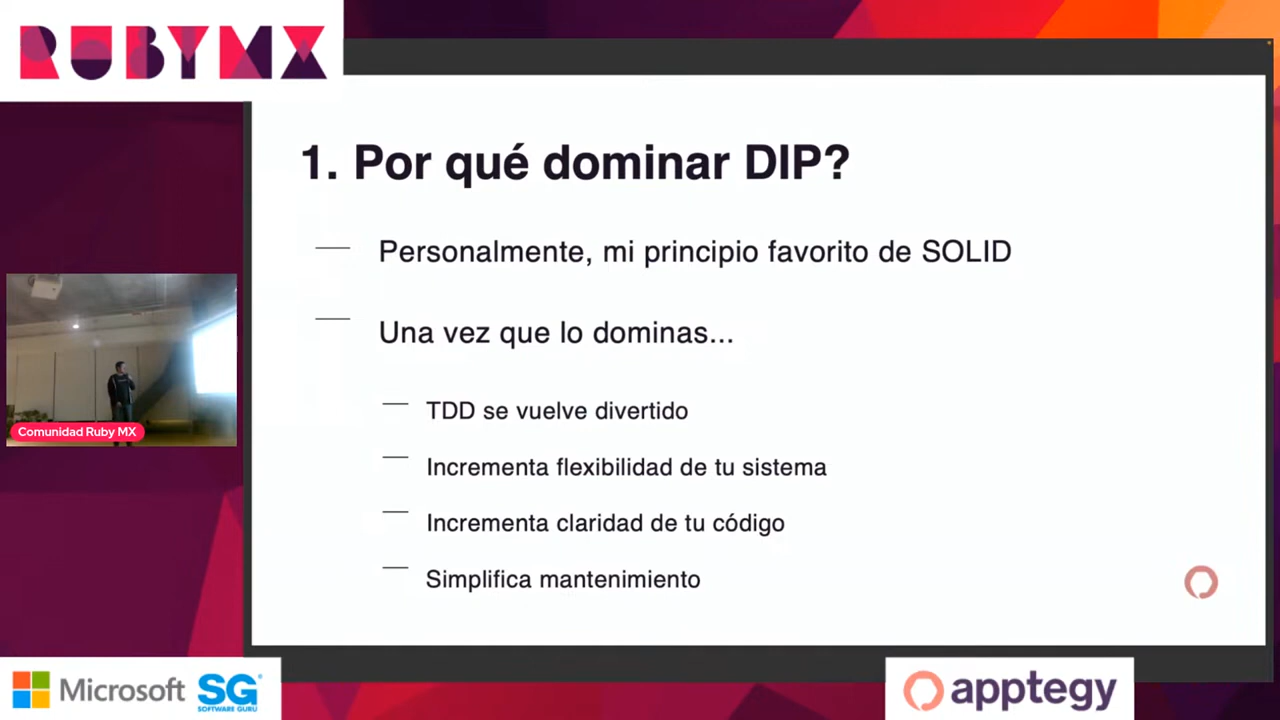 RUBYMX
1. Por qué dominar DIP?
Personalmente, mi principio favorito de SOLID
Una vez que lo dominas...
TDD se vuelve divertido
Incrementa flexibilidad de tu sistema
Incrementa claridad de tu código
Simplifica mantenimiento
Comunidad Ruby MX
Microsoft
SG
SOFTWARE GURU
apptegy